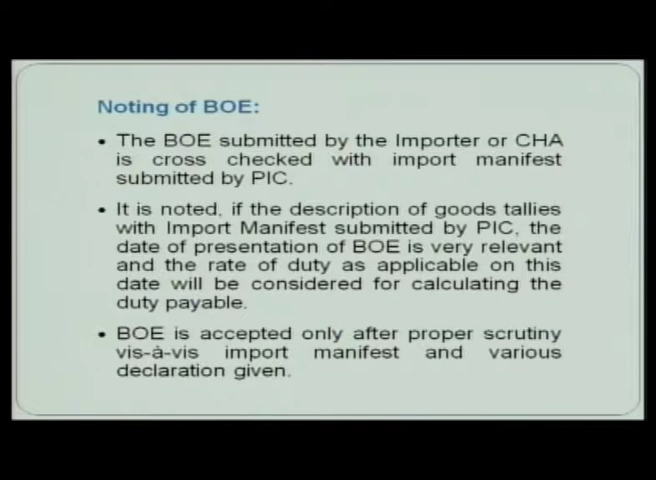 Noting of BOE:
• The BOE submitted by the Importer or CHA
is cross checked with import manifest
submitted by PIC.
• It is noted, if the description of goods tallies
with Import Manifest submitted by PIC, the
date of presentation of BOE is very relevant
and the rate of duty as applicable on this
date will be considered for calculating the
duty payable.
• BOE is accepted only after proper scrutiny
vis-à-vis import manifest and various
declaration given.